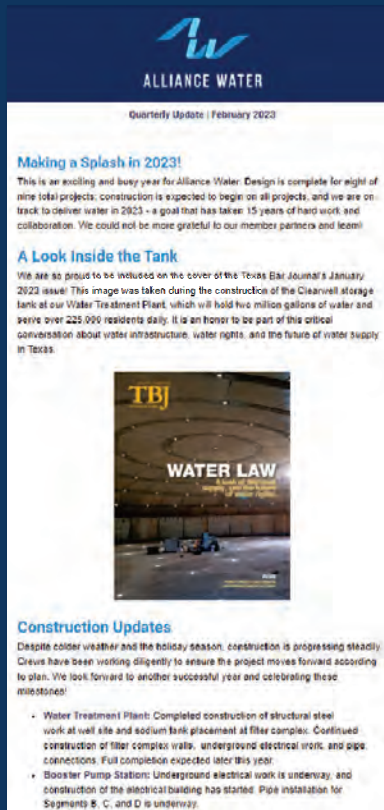 ALLIANCE WATER
Quarterly Update | February 2023
Making a Splash in 2023!
This is an exciting and busy year for Alliance Water. Design is complete for eight of
nine total projects, construction is expected to begin on all projects, and we are on
track to deliver water in 2023 - a goal that has taken 15 years of hard work and
collaboration. We could not be more grateful to our member partners and team!
A Look Inside the Tank
We are so proud to be included on the cover of the Texas Bar Journal's January
2023 issue! This image was taken during the construction of the Clearwell storage
tank at our Water Treatment Plant, which will hold two million gallons of water and
serve over 225,000 residents daily. It is an honor to be part of this critical
conversation about water infrastructure, water rights, and the future of water supply
in Texas.
TBJ
WATER LAW
of water rights.
Construction Updates
Despite colder weather and the holiday season, construction is progressing steadily.
Crews have been working diligently to ensure the project moves forward according
to plan. We look forward to another successful year and celebrating these
milestones!
• Water Treatment Plant: Completed construction of structural steel
work at well site and sodium tank placement at filter complex. Continued
construction of filter complex walls, underground electrical work, and pipe
connections. Full completion expected later this year.
• Booster Pump Station: Underground electrical work is underway, and
construction of the electrical building has started. Pipe installation for
Segments B, C, and D is underway.